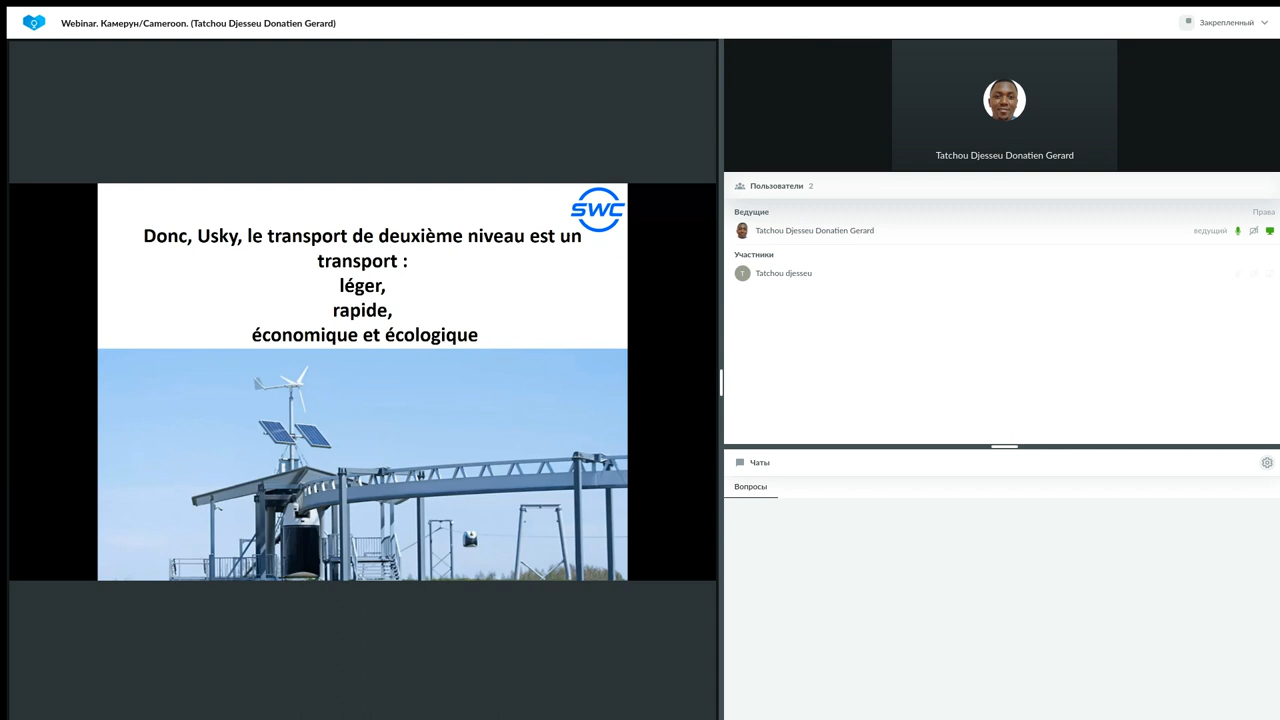 Webinar. Камерун/Cameroon. (Tatchou Djesseu Donatien Gerard)
Закрепленный
SWC
Donc, Usky, le transport de deuxième niveau est un
transport :
léger,
rapide,
économique et écologique
Tatchou Djesseu Donatien Gerard
Пользователи 2
Ведущие Права
Tatchou Djesseu Donatien Gerard ведущий
Участники
T Tatchou djesseu
Чаты
Вопросы